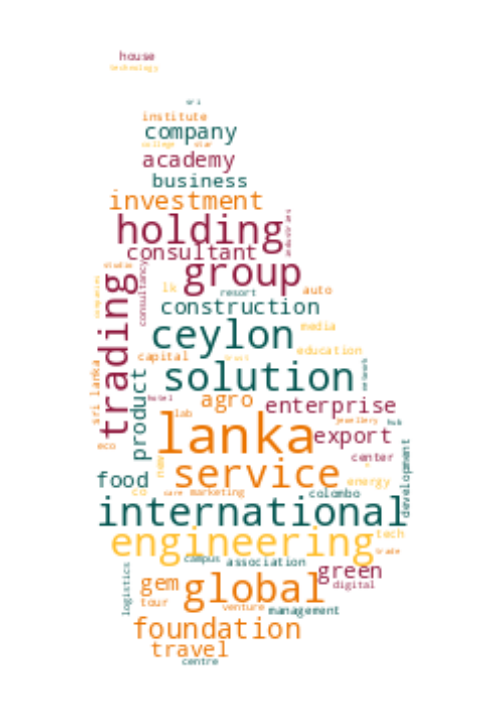 house
technology
sri
institute
company
college star
academy
business
investment
holding
industries
consultant
group
studio
consultancy
trading
companies
lk
resort
auto
construction
ceylon
media
education
capital
trust
solution
network
sri lanka
product
hotel
agro
enterprise
lab
lanka
jewellery
hub
export
eco
new
center
development
service
food
energy
co
care marketing
colombo
international
engineering
tech
trade
campus
association
logistics
green
gem
global
digital
tour
venture
management
foundation
travel
centre